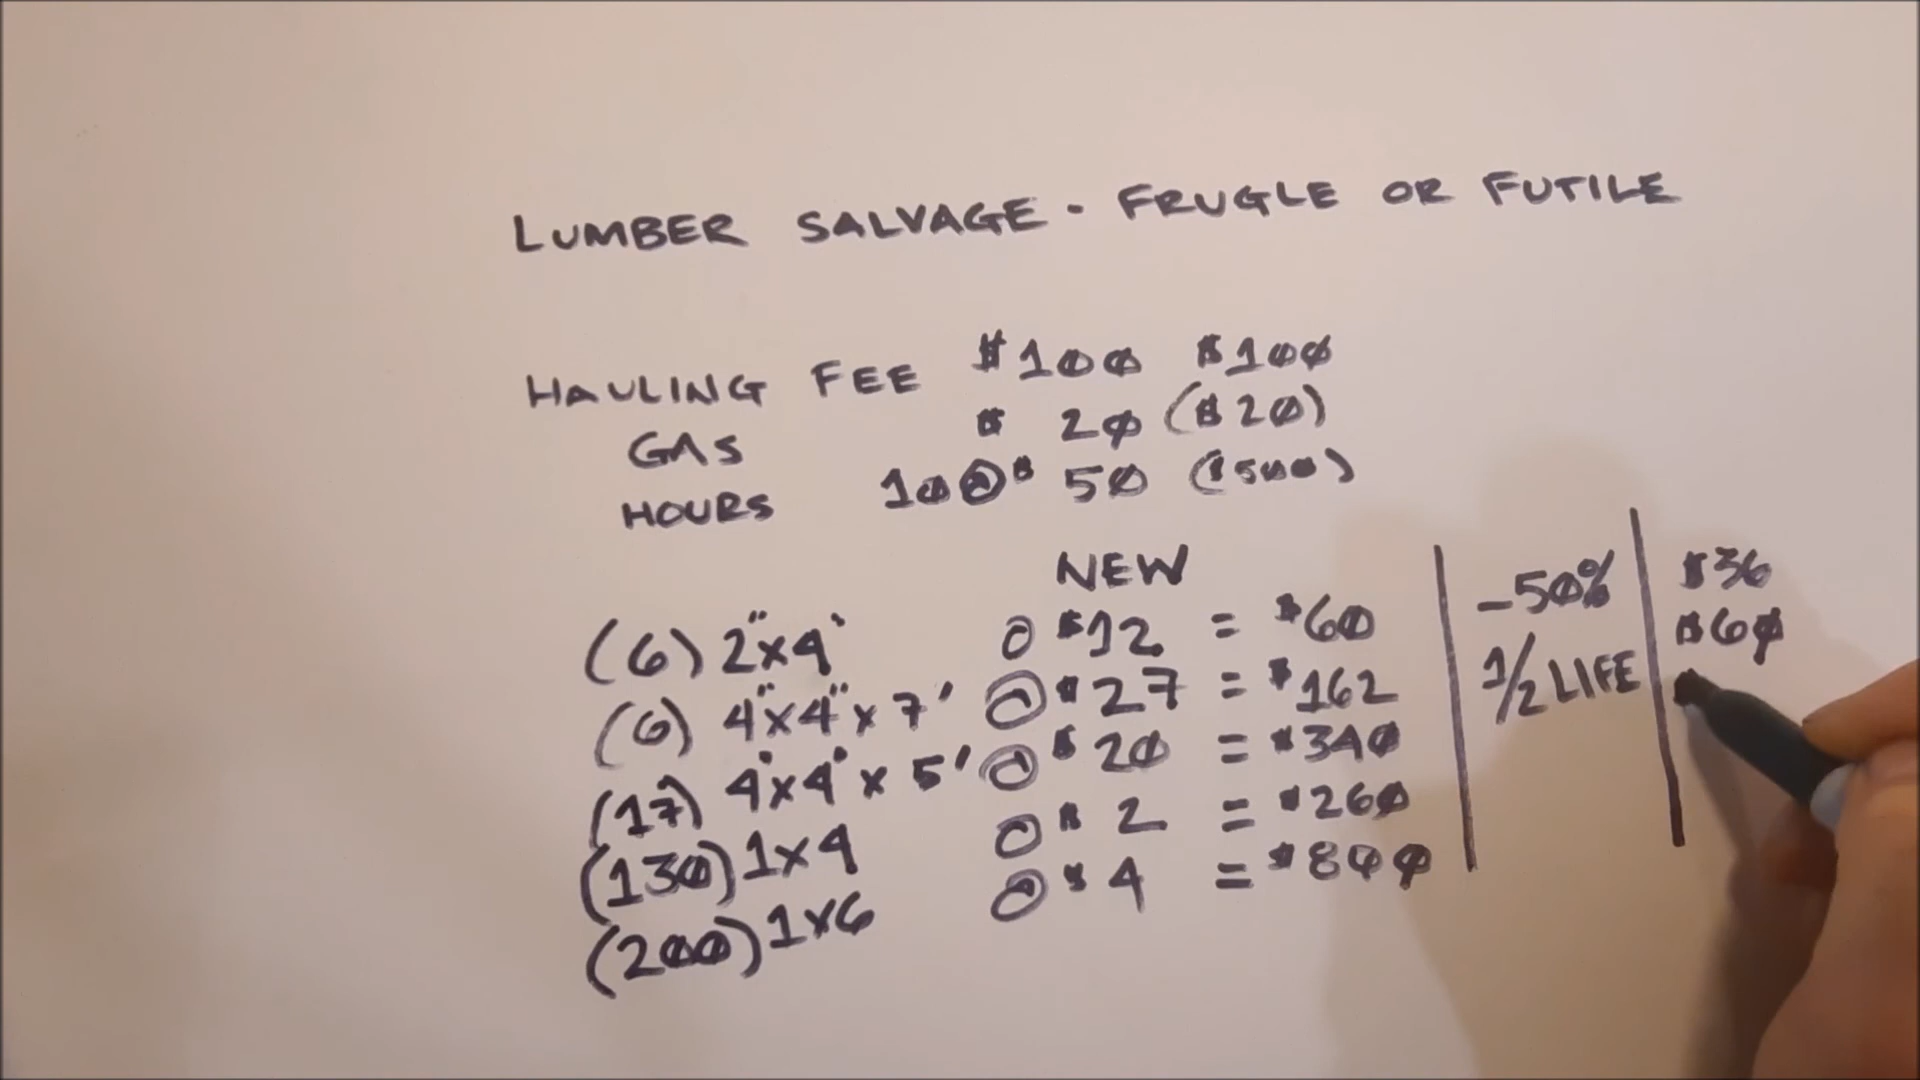 LUMBER SALVAGE - FRUGLE OR FUTILE
HAULING FEE $100 $100
GAS $ 20 ($20)
HOURS 10@$ 50 ($500)
NEW
(6) 2"x4" @ $12 = $60
(6) 4"x4"x7' @ $27 = $162
(17) 4"x4"x5' @ $20 = $340
(130) 1x4 @ $2 = $260
(200) 1x6 @ $4 = $800
-50%
1/2 LIFE
$36
$60